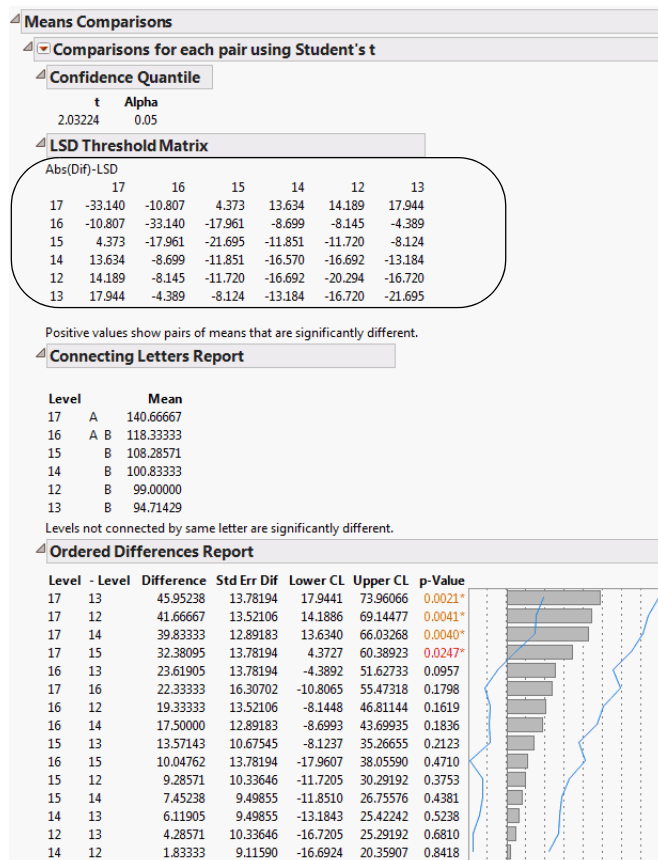 Means Comparisons
Comparisons for each pair using Student's t
Confidence Quantile
t Alpha
2.03224 0.05
LSD Threshold Matrix
Abs(Dif)-LSD
17 16 15 14 12 13
17 -33.140 -10.807 4.373 13.634 14.189 17.944
16 -10.807 -33.140 -17.961 -8.699 -8.145 -4.389
15 4.373 -17.961 -21.695 -11.851 -11.720 -8.124
14 13.634 -8.699 -11.851 -16.570 -16.692 -13.184
12 14.189 -8.145 -11.720 -16.692 -20.294 -16.720
13 17.944 -4.389 -8.124 -13.184 -16.720 -21.695
Positive values show pairs of means that are significantly different.
Connecting Letters Report
Level Mean
17 A 140.66667
16 A B 118.33333
15 B 108.28571
14 B 100.83333
12 B 99.00000
13 B 94.71429
Levels not connected by same letter are significantly different.
Ordered Differences Report
Level - Level Difference Std Err Dif Lower CL Upper CL p-Value
17 13 45.95238 13.78194 17.9441 73.96066 0.0021*
17 12 41.66667 13.52106 14.1886 69.14477 0.0041*
17 14 39.83333 12.89183 13.6340 66.03268 0.0040*
17 15 32.38095 13.78194 4.3727 60.38923 0.0247*
16 13 23.61905 13.78194 -4.3892 51.62733 0.0957
17 16 22.33333 16.30702 -10.8065 55.47318 0.1798
16 12 19.33333 13.52106 -8.1448 46.81144 0.1619
16 14 17.50000 12.89183 -8.6993 43.69935 0.1836
15 13 13.57143 10.67545 -8.1237 35.26655 0.2123
16 15 10.04762 13.78194 -17.9607 38.05590 0.4710
15 12 9.28571 10.33646 -11.7205 30.29192 0.3753
15 14 7.45238 9.49855 -11.8510 26.75576 0.4381
14 13 6.11905 9.49855 -13.1843 25.42242 0.5238
12 13 4.28571 10.33646 -16.7205 25.29192 0.6810
14 12 1.83333 9.11590 -16.6924 20.35907 0.8418